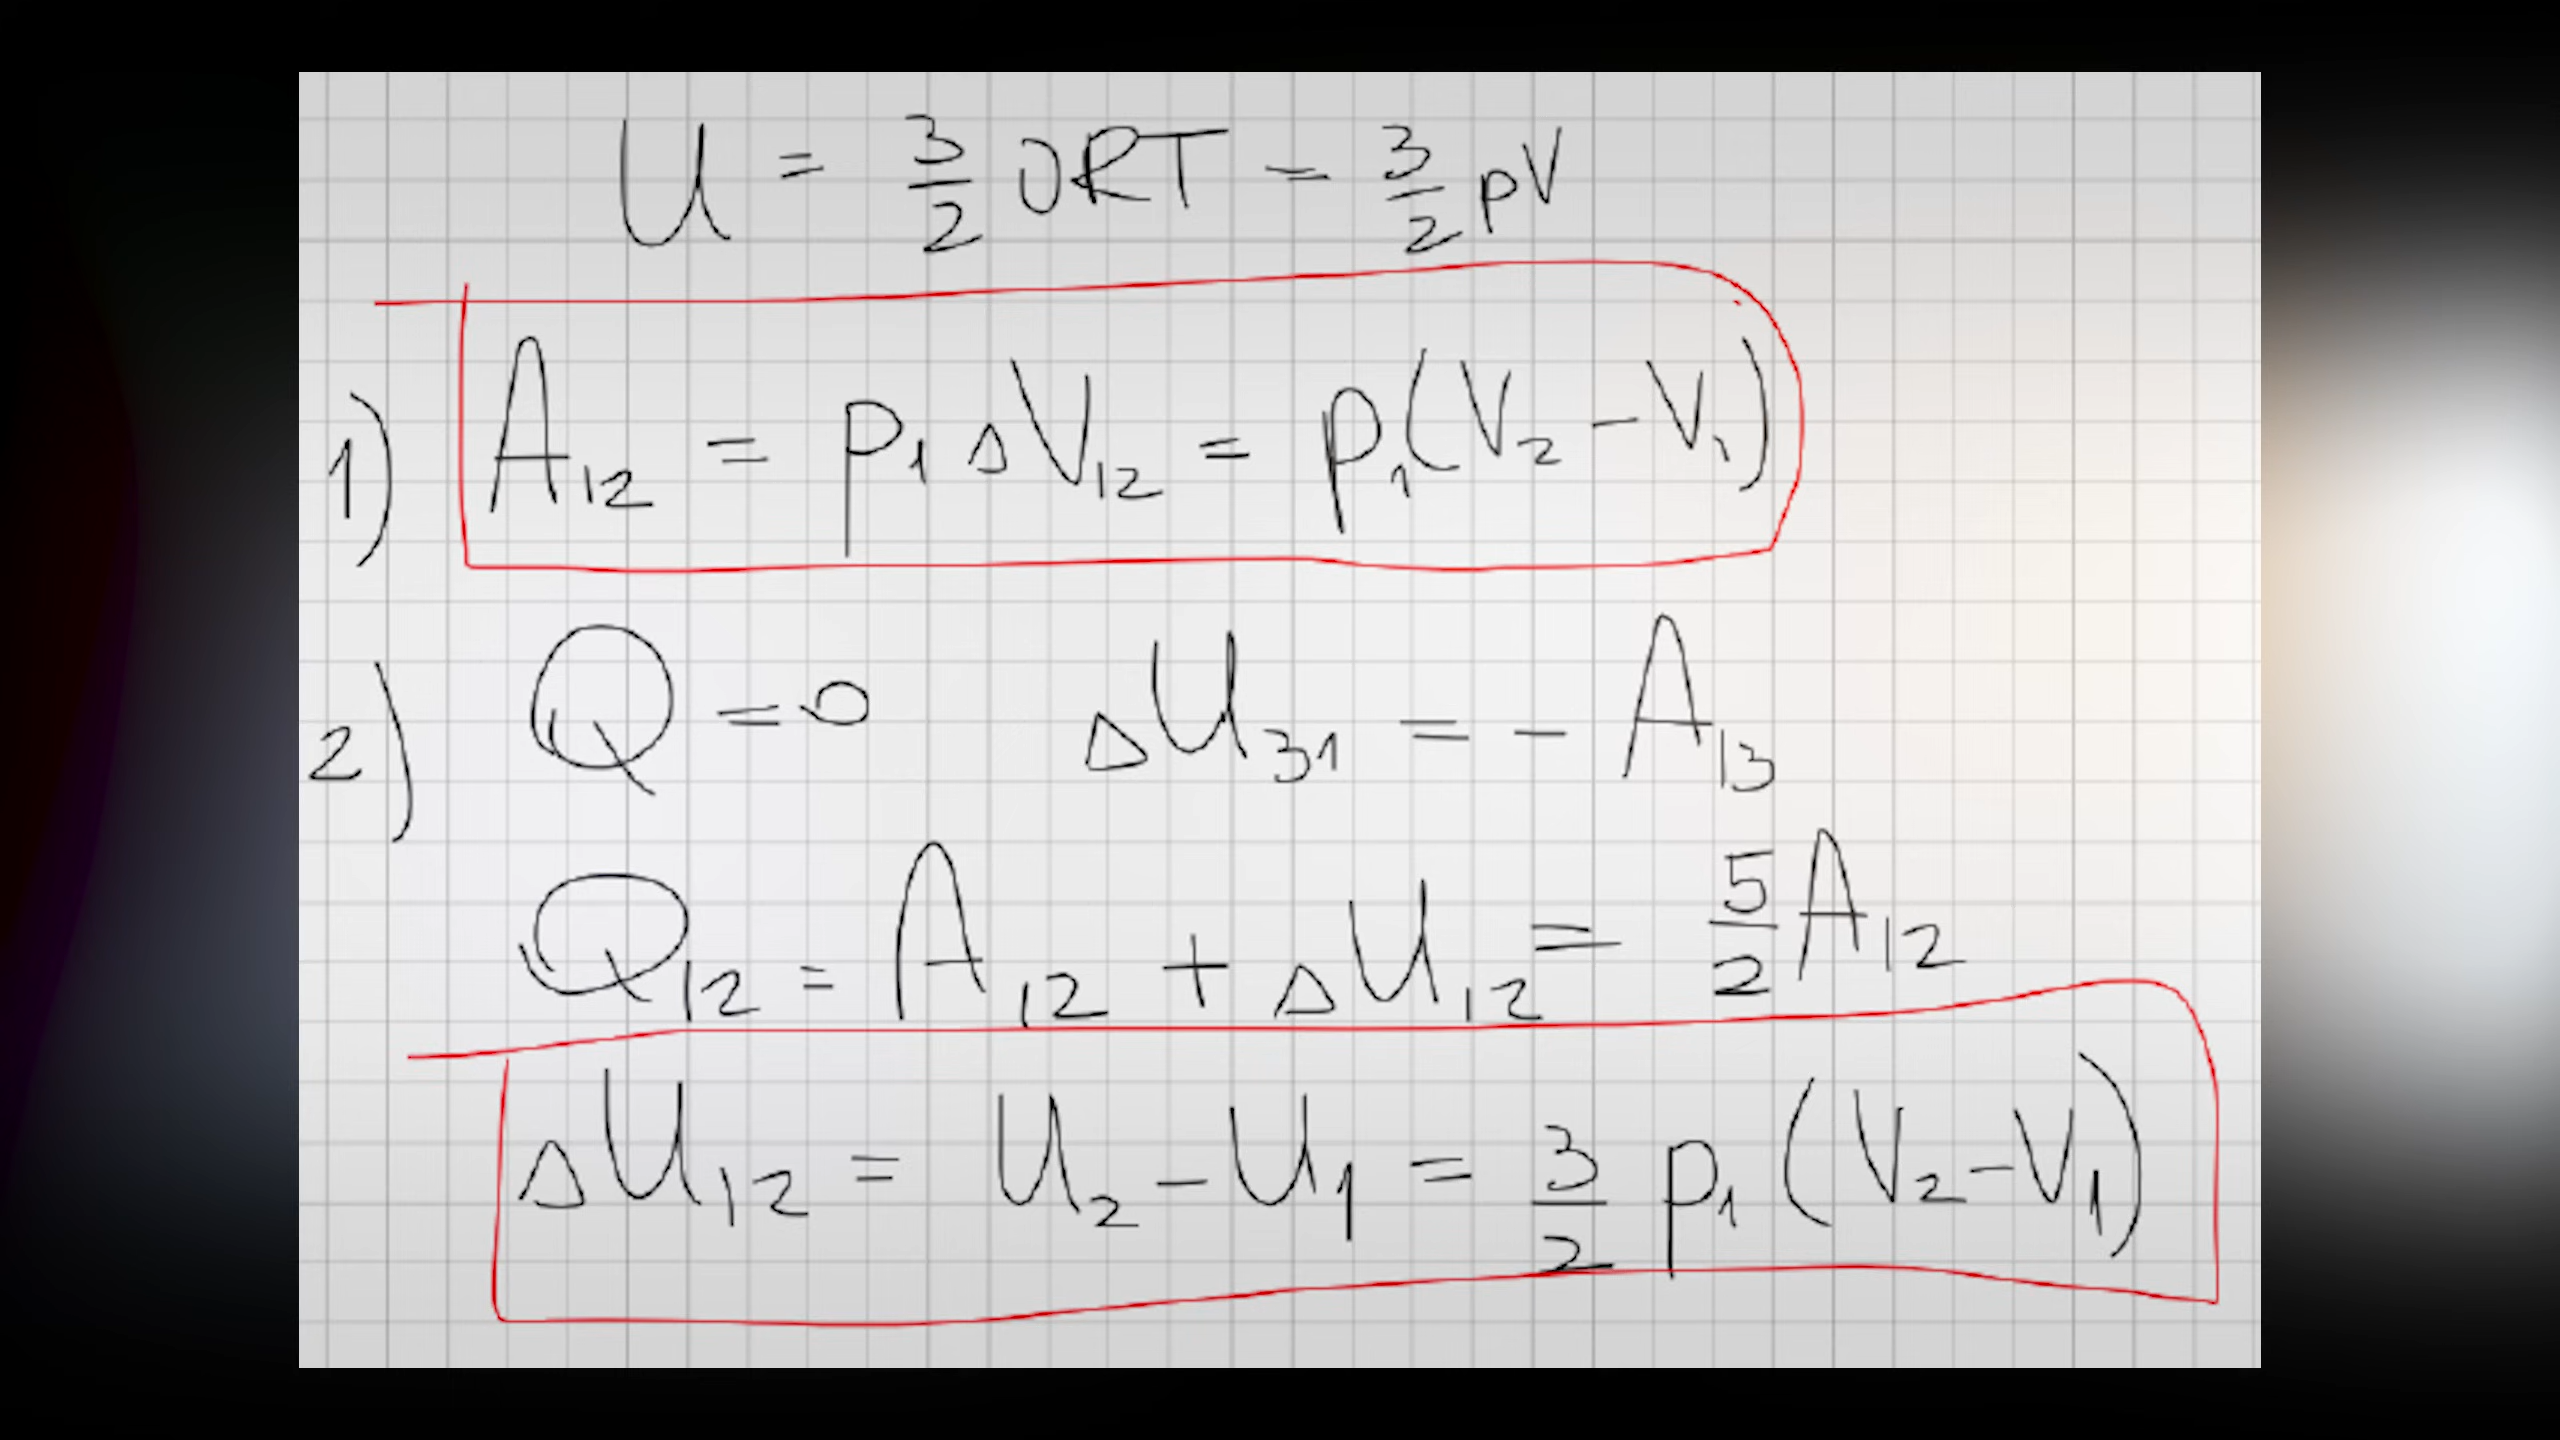 U = 3/2 υRT = 3/2 pV
1) A₁₂ = p₁ΔV₁₂ = p₁(V₂ − V₁)
2) Q = 0 ΔU₃₁ = − A₁₃
Q₁₂ = A₁₂ + ΔU₁₂ = 5/2 A₁₂
ΔU₁₂ = U₂ − U₁ = 3/2 p₁ (V₂ − V₁)